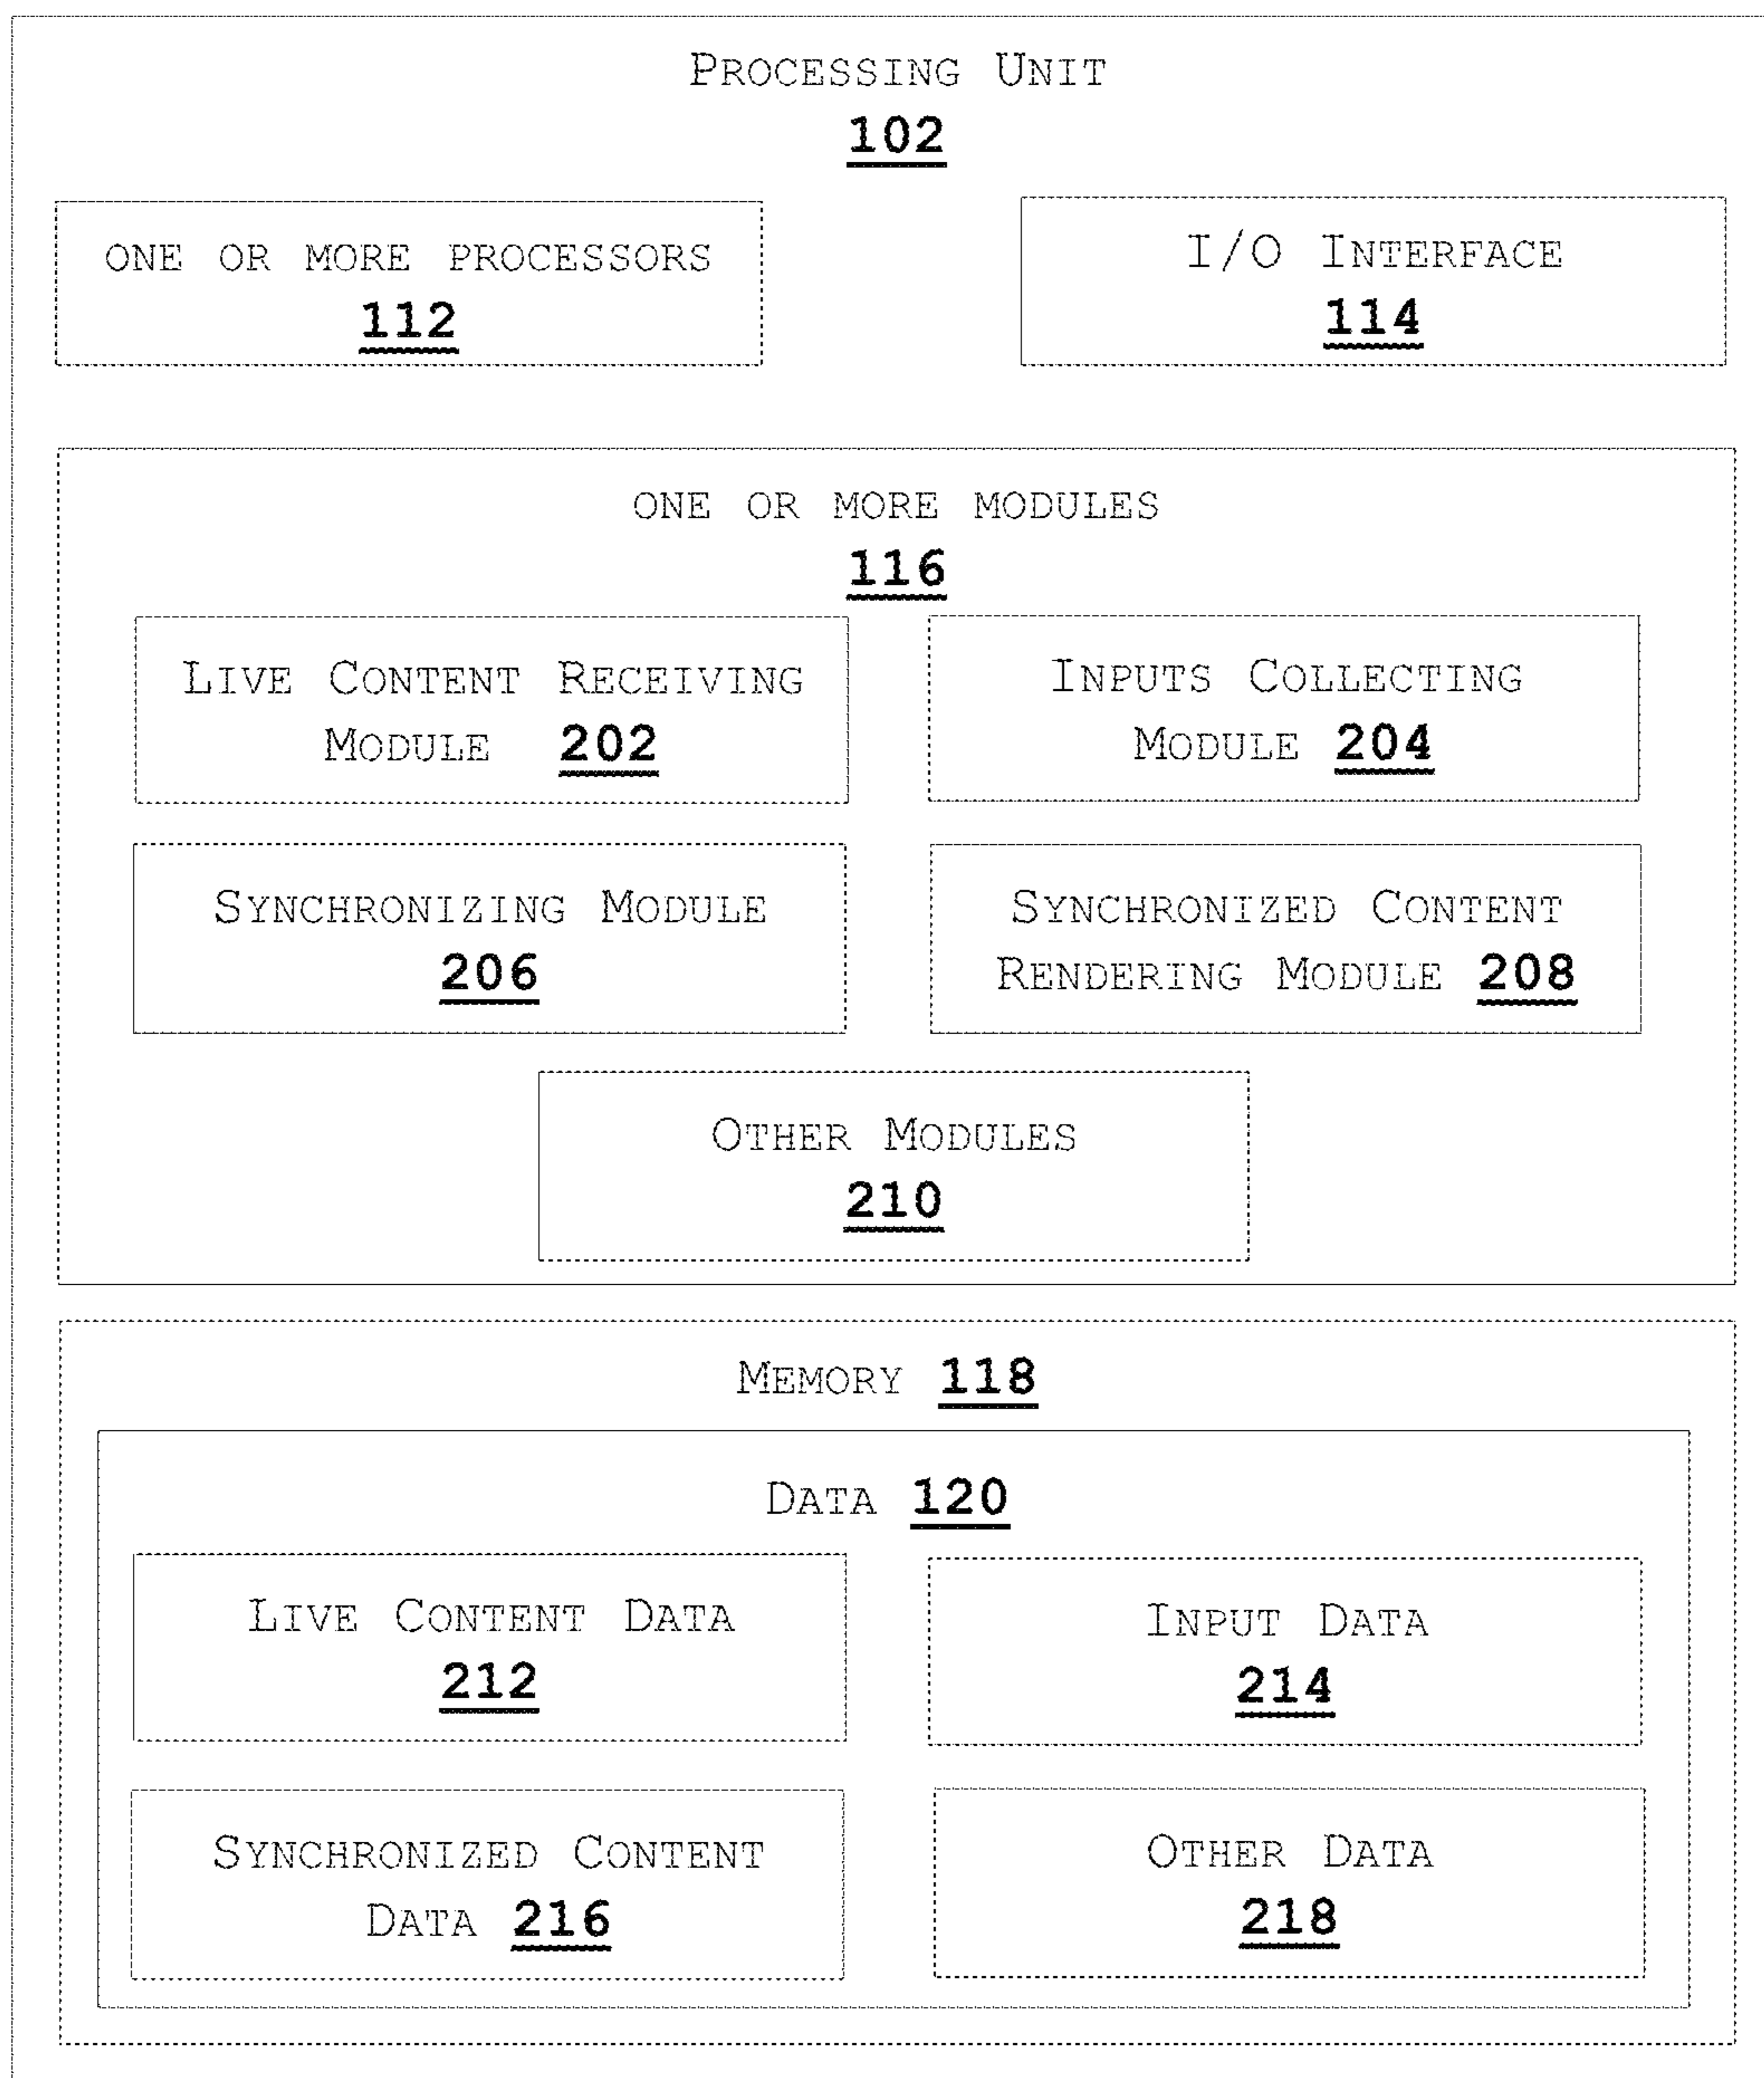 Processing Unit
102
one or more processors
112
I/O Interface
114
one or more modules
116
Live Content Receiving
Module 202
Inputs Collecting
Module 204
Synchronizing Module
206
Synchronized Content
Rendering Module 208
Other Modules
210
Memory 118
Data 120
Live Content Data
212
Input Data
214
Synchronized Content
Data 216
Other Data
218